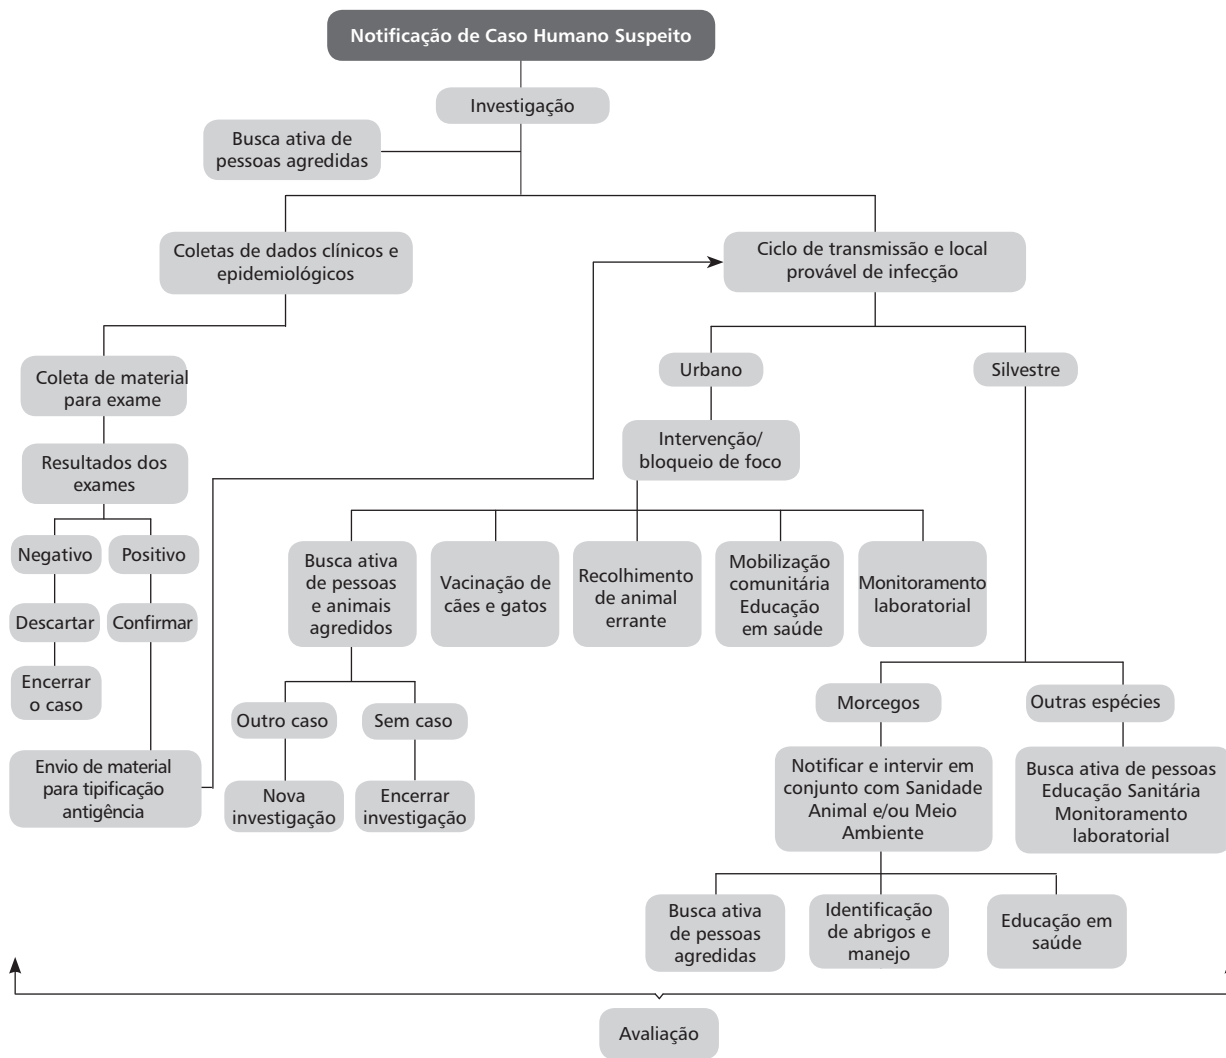 Notificação de Caso Humano Suspeito
Investigação
Busca ativa de
pessoas agredidas
Coletas de dados clínicos e
epidemiológicos
Ciclo de transmissão e local
provável de infecção
Coleta de material
para exame
Urbano
Silvestre
Intervenção/
bloqueio de foco
Resultados dos
exames
Negativo
Positivo
Busca ativa
de pessoas
e animais
agredidos
Vacinação de
cães e gatos
Recolhimento
de animal
errante
Mobilização
comunitária
Educação
em saúde
Monitoramento
laboratorial
Descartar
Confirmar
Encerrar
o caso
Outro caso
Sem caso
Morcegos
Outras espécies
Envio de material
para tipificação
antigência
Nova
investigação
Encerrar
investigação
Notificar e intervir em
conjunto com Sanidade
Animal e/ou Meio
Ambiente
Busca ativa de pessoas
Educação Sanitária
Monitoramento
laboratorial
Busca ativa
de pessoas
agredidas
Identificação
de abrigos e
manejo
Educação em
saúde
Avaliação